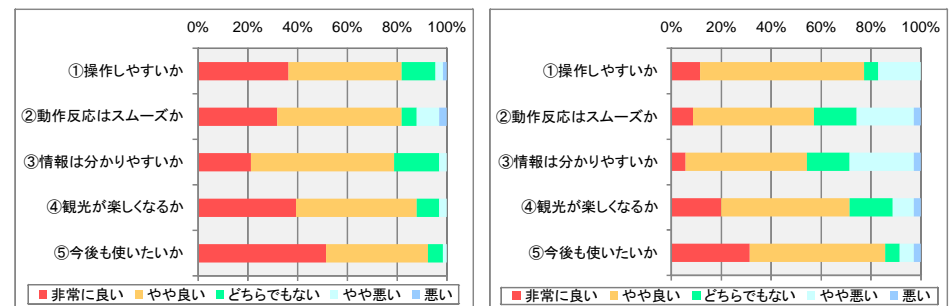 0% 20% 40% 60% 80% 100%
①操作しやすいか
②動作反応はスムーズか
③情報は分かりやすいか
④観光が楽しくなるか
⑤今後も使いたいか
非常に良い やや良い どちらでもない やや悪い 悪い
0% 20% 40% 60% 80% 100%
①操作しやすいか
②動作反応はスムーズか
③情報は分かりやすいか
④観光が楽しくなるか
⑤今後も使いたいか
非常に良い やや良い どちらでもない やや悪い 悪い